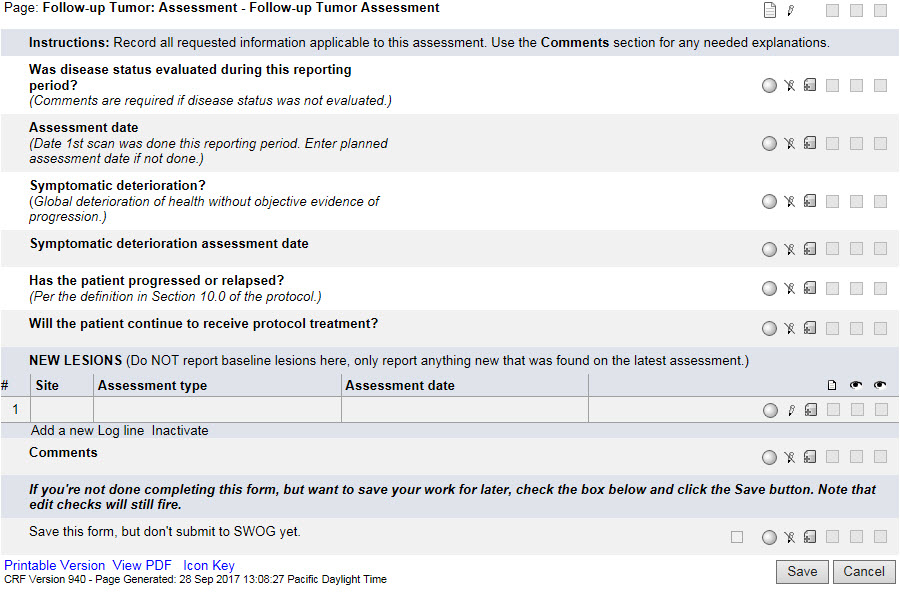 Page: Follow-up Tumor: Assessment - Follow-up Tumor Assessment
Instructions: Record all requested information applicable to this assessment. Use the Comments section for any needed explanations.
Was disease status evaluated during this reporting
period?
(Comments are required if disease status was not evaluated.)
Assessment date
(Date 1st scan was done this reporting period. Enter planned
assessment date if not done.)
Symptomatic deterioration?
(Global deterioration of health without objective evidence of
progression.)
Symptomatic deterioration assessment date
Has the patient progressed or relapsed?
(Per the definition in Section 10.0 of the protocol.)
Will the patient continue to receive protocol treatment?
NEW LESIONS (Do NOT report baseline lesions here, only report anything new that was found on the latest assessment.)
# Site Assessment type Assessment date
1
Add a new Log line Inactivate
Comments
If you're not done completing this form, but want to save your work for later, check the box below and click the Save button. Note that
edit checks will still fire.
Save this form, but don't submit to SWOG yet.
Printable Version View PDF Icon Key
CRF Version 940 - Page Generated: 28 Sep 2017 13:08:27 Pacific Daylight Time
Save Cancel